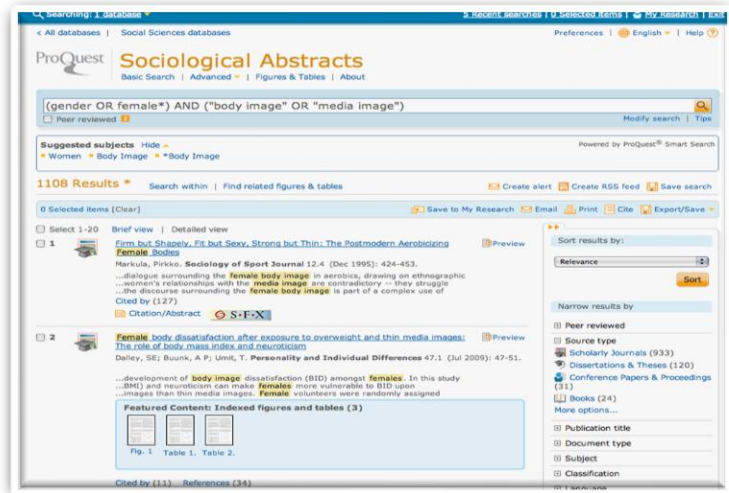 Searching: 1 database
5 Recent searches | 0 Selected items | My Research | Exit
< All databases | Social Sciences databases
Preferences | English | Help ?
ProQuest Sociological Abstracts
Basic Search | Advanced | Figures & Tables | About
(gender OR female*) AND ("body image" OR "media image")
Peer reviewed
Modify search | Tips
Suggested subjects Hide
Powered by ProQuest® Smart Search
Women Body Image *Body Image
1108 Results * Search within | Find related figures & tables
Create alert Create RSS feed Save search
0 Selected items [Clear]
Save to My Research Email Print Cite Export/Save
Select 1-20 Brief view | Detailed view
1 Firm but Shapely, Fit but Sexy, Strong but Thin: The Postmodern Aerobicizing
Female Bodies
Preview
Markula, Pirkko. Sociology of Sport Journal 12.4 (Dec 1995): 424-453.
...dialogue surrounding the female body image in aerobics, drawing on ethnographic
...women's relationships with the media image are contradictory -- they struggle
...the discourse surrounding the female body image is part of a complex use of
Cited by (127)
Citation/Abstract S·F·X
2 Female body dissatisfaction after exposure to overweight and thin media images:
The role of body mass index and neuroticism
Preview
Dalley, SE; Buunk, A P; Umit, T. Personality and Individual Differences 47.1 (Jul 2009): 47-51.
...development of body image dissatisfaction (BID) amongst females. In this study
...BMI) and neuroticism can make females more vulnerable to BID upon
...images than thin media images. Female volunteers were randomly assigned
Featured Content: Indexed figures and tables (3)
Fig. 1 Table 1. Table 2.
Cited by (11) References (34)
Sort results by:
Relevance
Sort
Narrow results by
Peer reviewed
Source type
Scholarly Journals (933)
Dissertations & Theses (120)
Conference Papers & Proceedings
(31)
Books (24)
More options...
Publication title
Document type
Subject
Classification
Language